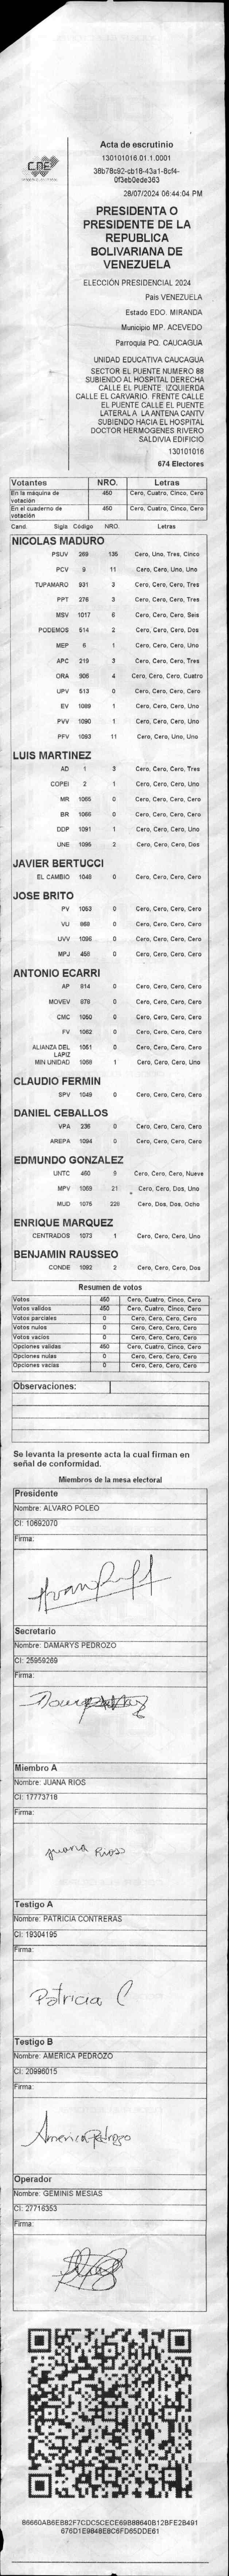 CNE
Acta de escrutinio
130101016.01.1.0001
38b78c92-cb18-43a1-8cf4-
0f3eb0ede363
28/07/2024 06:44:04 PM
PRESIDENTA O
PRESIDENTE DE LA
REPUBLICA
BOLIVARIANA DE
VENEZUELA
ELECCIÓN PRESIDENCIAL 2024
País VENEZUELA
Estado EDO. MIRANDA
Municipio MP. ACEVEDO
Parroquia PQ. CAUCAGUA
UNIDAD EDUCATIVA CAUCAGUA
SECTOR EL PUENTE NUMERO 88
SUBIENDO AL HOSPITAL DERECHA
CALLE EL PUENTE. IZQUIERDA
CALLE EL CARVARIO. FRENTE CALLE
EL PUENTE CALLE EL PUENTE
LATERAL A LA ANTENA CANTV
SUBIENDO HACIA EL HOSPITAL
DOCTOR HERMOGENES RIVERO
SALDIVIA EDIFICIO
130101016
674 Electores
Votantes NRO. Letras
En la máquina de votación 450 Cero, Cuatro, Cinco, Cero
En el cuaderno de votación 450 Cero, Cuatro, Cinco, Cero
Cand. Sigla Código NRO. Letras
NICOLAS MADURO
PSUV 269 135 Cero, Uno, Tres, Cinco
PCV 9 11 Cero, Cero, Uno, Uno
TUPAMARO 931 3 Cero, Cero, Cero, Tres
PPT 276 3 Cero, Cero, Cero, Tres
MSV 1017 6 Cero, Cero, Cero, Seis
PODEMOS 514 2 Cero, Cero, Cero, Dos
MEP 6 1 Cero, Cero, Cero, Uno
APC 219 3 Cero, Cero, Cero, Tres
ORA 906 4 Cero, Cero, Cero, Cuatro
UPV 513 0 Cero, Cero, Cero, Cero
EV 1089 1 Cero, Cero, Cero, Uno
PVV 1090 1 Cero, Cero, Cero, Uno
PFV 1093 11 Cero, Cero, Uno, Uno
LUIS MARTINEZ
AD 1 3 Cero, Cero, Cero, Tres
COPEI 2 1 Cero, Cero, Cero, Uno
MR 1065 0 Cero, Cero, Cero, Cero
BR 1066 0 Cero, Cero, Cero, Cero
DDP 1091 1 Cero, Cero, Cero, Uno
UNE 1095 2 Cero, Cero, Cero, Dos
JAVIER BERTUCCI
EL CAMBIO 1046 0 Cero, Cero, Cero, Cero
JOSE BRITO
PV 1053 0 Cero, Cero, Cero, Cero
VU 868 0 Cero, Cero, Cero, Cero
UVV 1096 0 Cero, Cero, Cero, Cero
MPJ 458 0 Cero, Cero, Cero, Cero
ANTONIO ECARRI
AP 814 0 Cero, Cero, Cero, Cero
MOVEV 978 0 Cero, Cero, Cero, Cero
CMC 1050 0 Cero, Cero, Cero, Cero
FV 1062 0 Cero, Cero, Cero, Cero
ALIANZA DEL LAPIZ 1051 0 Cero, Cero, Cero, Cero
MIN UNIDAD 1068 1 Cero, Cero, Cero, Uno
CLAUDIO FERMIN
SPV 1049 0 Cero, Cero, Cero, Cero
DANIEL CEBALLOS
VPA 236 0 Cero, Cero, Cero, Cero
AREPA 1094 0 Cero, Cero, Cero, Cero
EDMUNDO GONZALEZ
UNTC 460 9 Cero, Cero, Cero, Nueve
MPV 1069 21 Cero, Cero, Dos, Uno
MUD 1075 228 Cero, Dos, Dos, Ocho
ENRIQUE MARQUEZ
CENTRADOS 1073 1 Cero, Cero, Cero, Uno
BENJAMIN RAUSSEO
CONDE 1092 2 Cero, Cero, Cero, Dos
Resumen de votos
Votos 450 Cero, Cuatro, Cinco, Cero
Votos validos 450 Cero, Cuatro, Cinco, Cero
Votos parciales 0 Cero, Cero, Cero, Cero
Votos nulos 0 Cero, Cero, Cero, Cero
Votos vacios 0 Cero, Cero, Cero, Cero
Opciones validas 450 Cero, Cuatro, Cinco, Cero
Opciones nulas 0 Cero, Cero, Cero, Cero
Opciones vacias 0 Cero, Cero, Cero, Cero
Observaciones:
Se levanta la presente acta la cual firman en
señal de conformidad.
Miembros de la mesa electoral
Presidente
Nombre: ALVARO POLEO
CI: 10692070
Firma:
Secretario
Nombre: DAMARYS PEDROZO
CI: 25959269
Firma:
Miembro A
Nombre: JUANA RIOS
CI: 17773718
Firma:
Juana Rios
Testigo A
Nombre: PATRICIA CONTRERAS
CI: 19304195
Firma:
Patricia C
Testigo B
Nombre: AMERICA PEDROZO
CI: 20996015
Firma:
America Pedrozo
Operador
Nombre: GEMINIS MESIAS
CI: 27716353
Firma:
B6660AB6EB82F7CDC5CECE69B88640B12BFE2B491
676D1E9848E8C6FD65DDE61